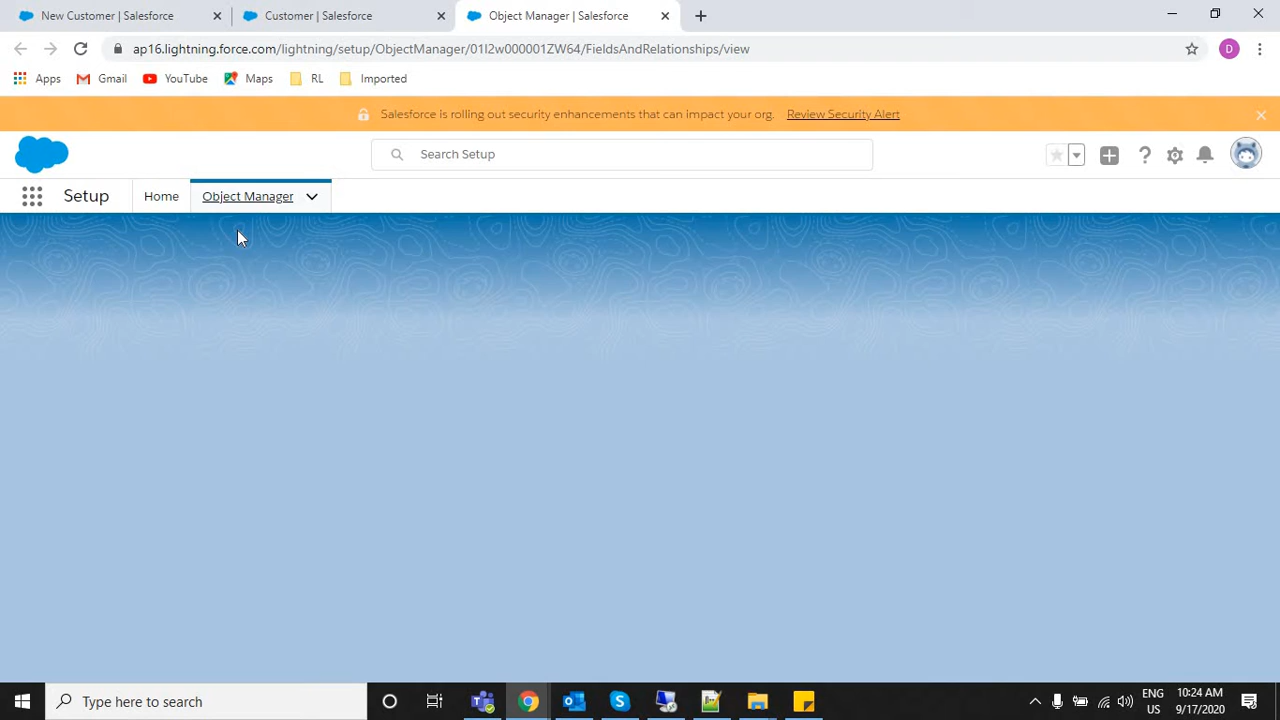 New Customer | Salesforce
Customer | Salesforce
Object Manager | Salesforce
ap16.lightning.force.com/lightning/setup/ObjectManager/01I2w000001ZW64/FieldsAndRelationships/view
D
Apps
Gmail
YouTube
Maps
RL
Imported
Salesforce is rolling out security enhancements that can impact your org. Review Security Alert
Search Setup
Setup
Home
Object Manager
Type here to search
ENG
US
10:24 AM
9/17/2020